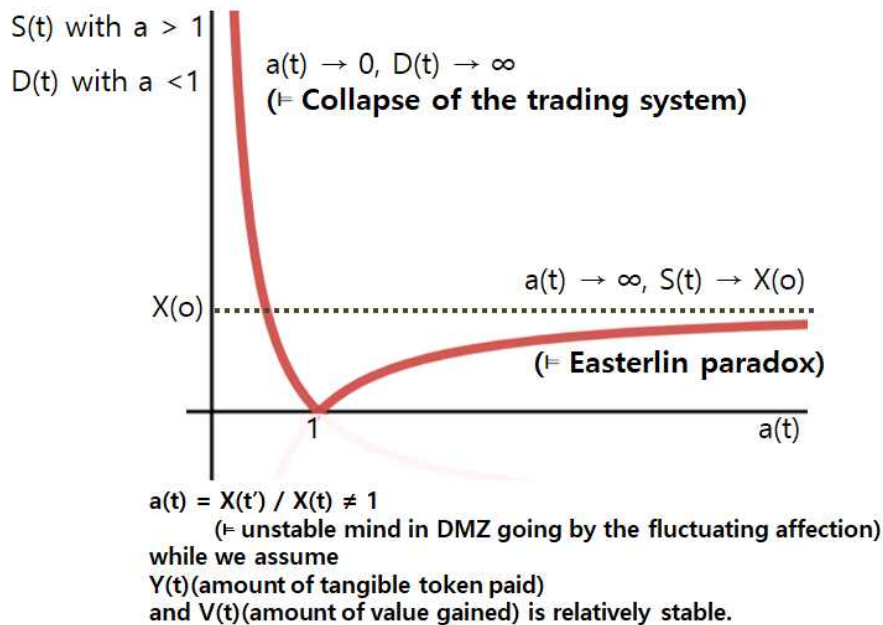 S(t) with a > 1
D(t) with a <1
a(t) → 0, D(t) → ∞
(⊨ Collapse of the trading system)
a(t) → ∞, S(t) → X(o)
X(o)
(⊨ Easterlin paradox)
1
a(t)
a(t) = X(t') / X(t) ≠ 1
(⊨ unstable mind in DMZ going by the fluctuating affection)
while we assume
Y(t)(amount of tangible token paid)
and V(t)(amount of value gained) is relatively stable.